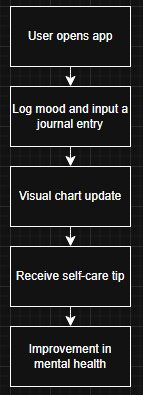 User opens app
Log mood and input a
journal entry
Visual chart update
Receive self-care tip
Improvement in
mental health